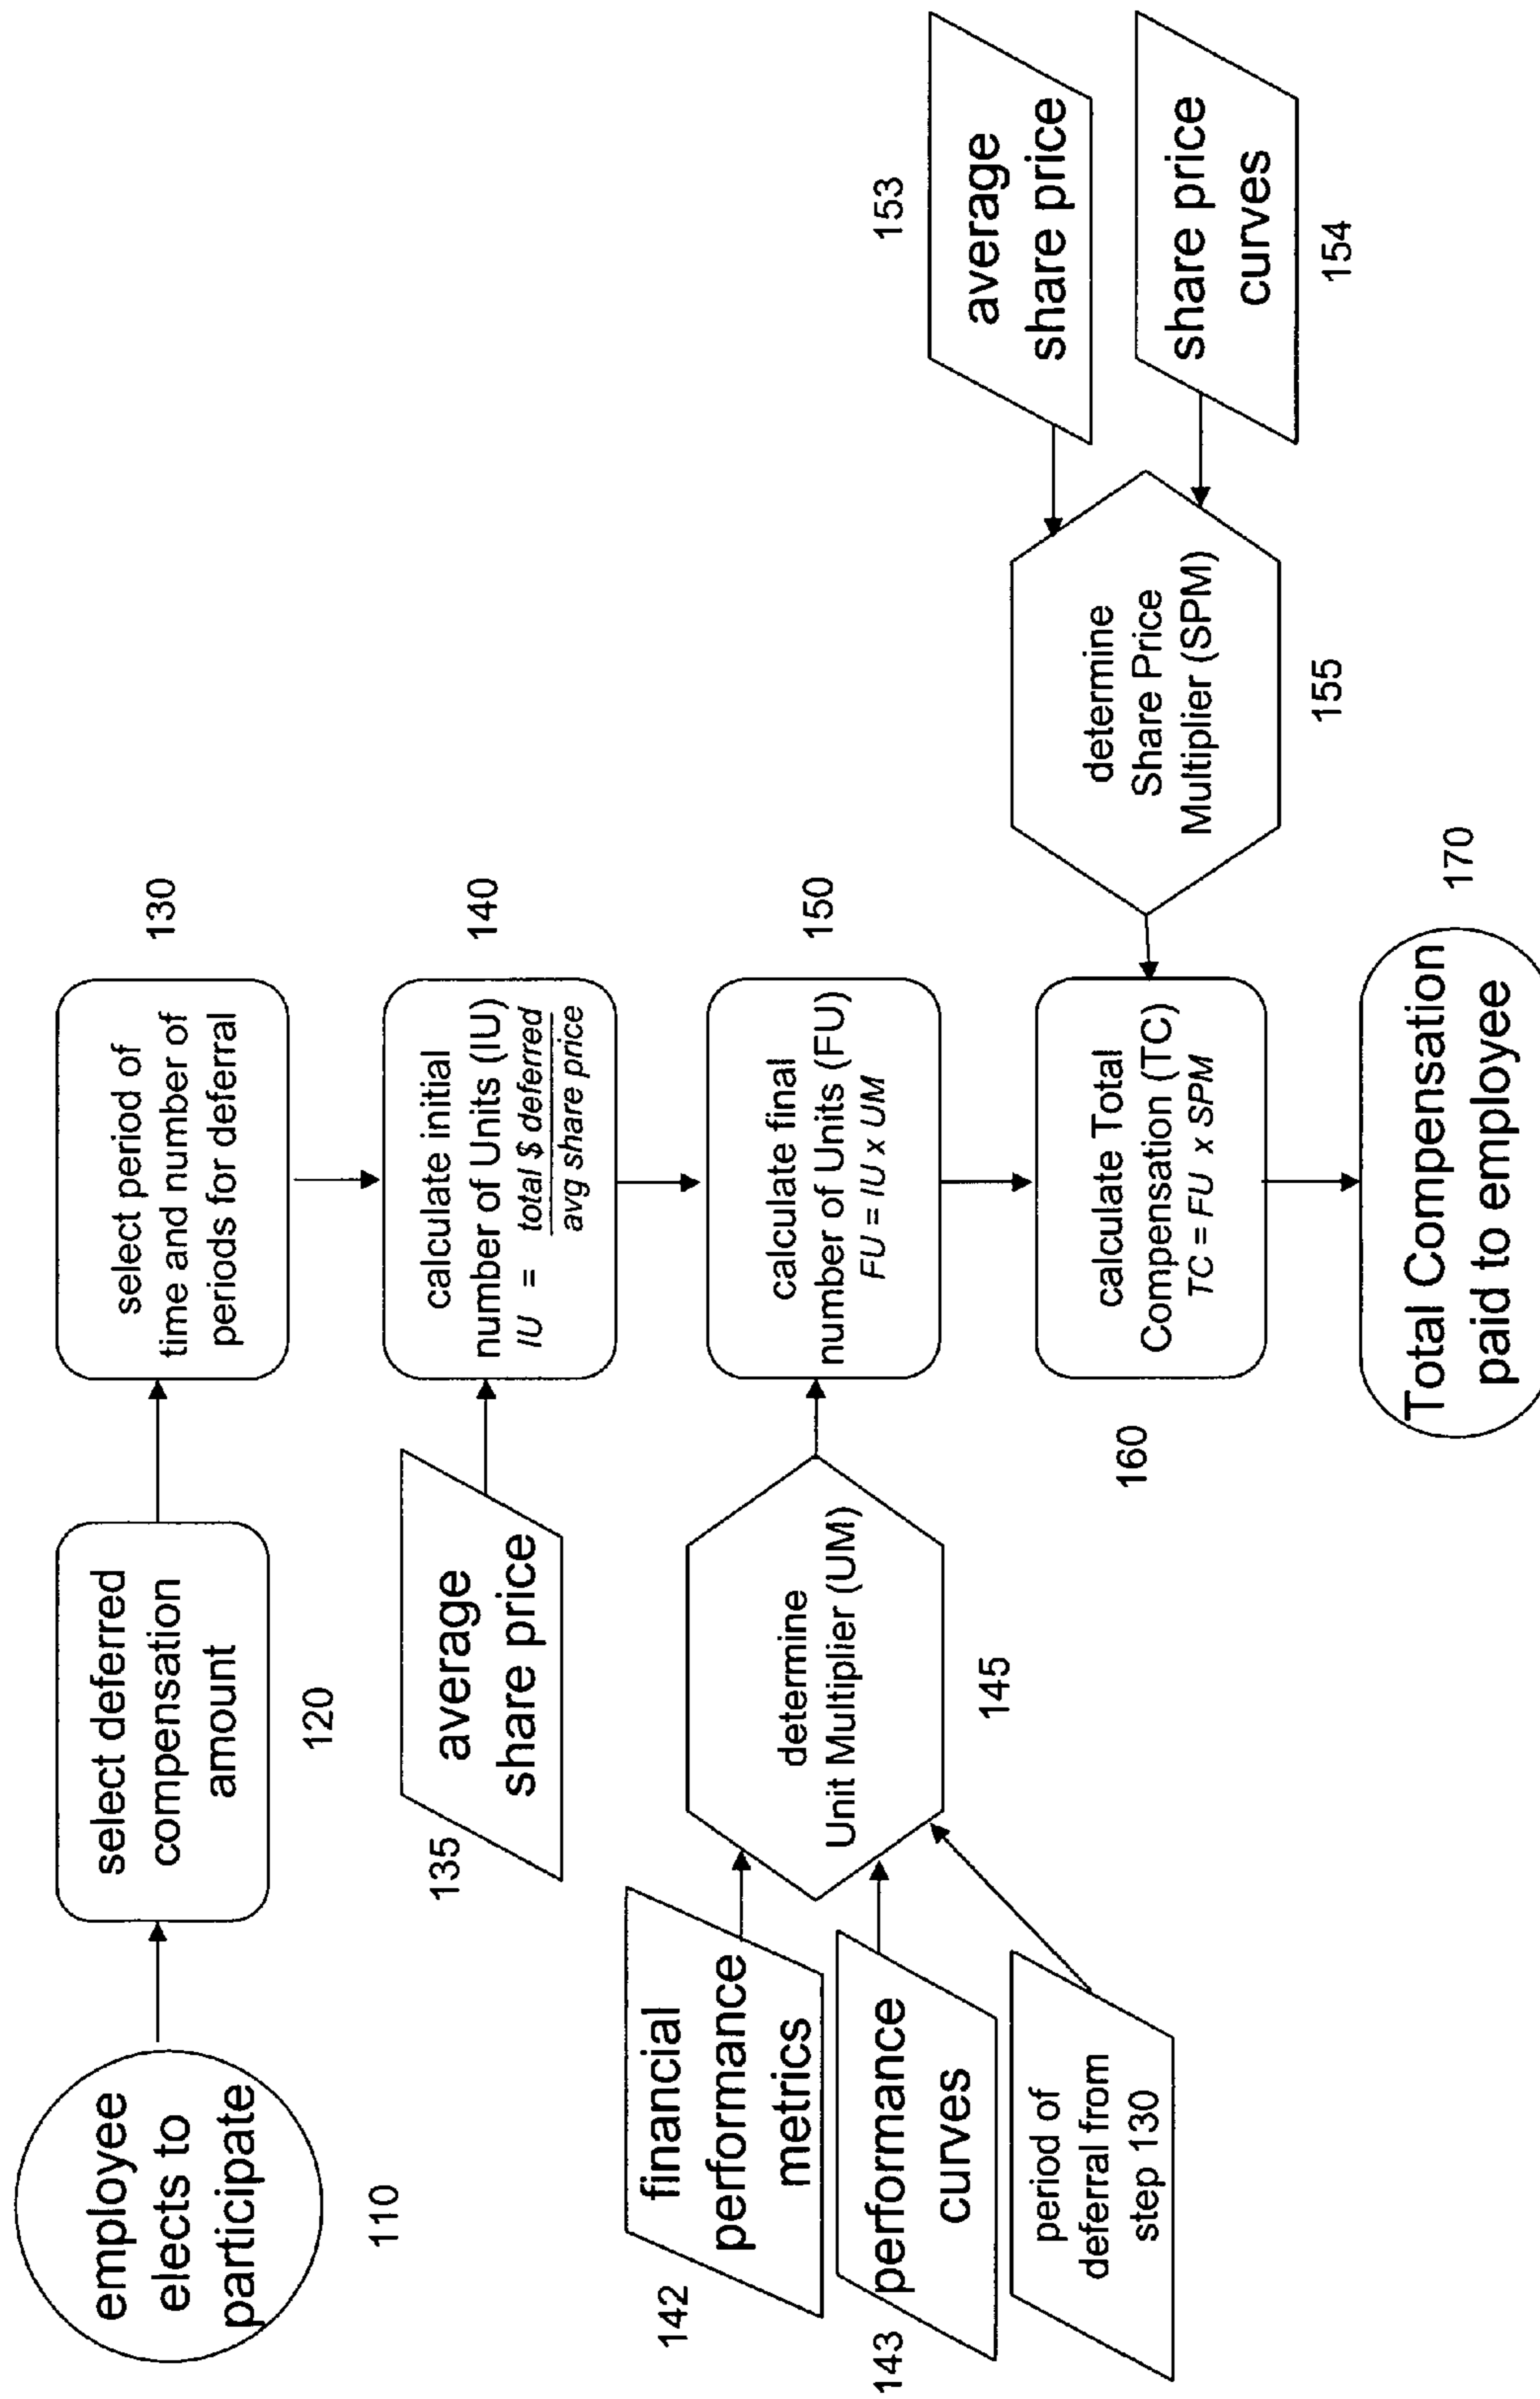 employee
elects to
participate
110
select deferred
compensation
amount
120
select period of
time and number of
periods for deferral
130
average
share price
135
calculate initial
number of Units (IU)
IU = total $ deferred
avg share price
140
financial
performance
metrics
142
performance
curves
143
period of
deferral from
step 130
determine
Unit Multiplier (UM)
145
calculate final
number of Units (FU)
FU = IU x UM
150
average
share price
153
share price
curves
154
determine
Share Price
Multiplier (SPM)
155
calculate Total
Compensation (TC)
TC = FU x SPM
160
Total Compensation
paid to employee
170